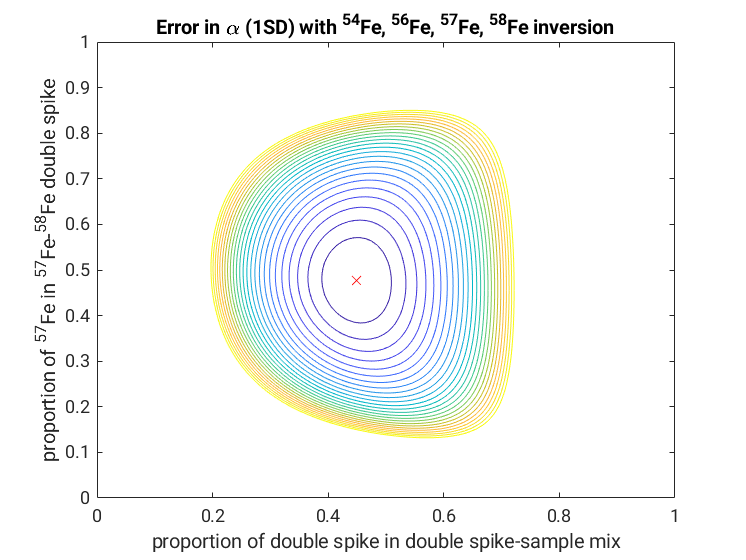 Error in α (1SD) with ⁵⁴Fe, ⁵⁶Fe, ⁵⁷Fe, ⁵⁸Fe inversion
1
0.9
0.8
0.7
0.6
0.5
0.4
0.3
0.2
0.1
0
proportion of ⁵⁷Fe in ⁵⁷Fe-⁵⁸Fe double spike
0 0.2 0.4 0.6 0.8 1
proportion of double spike in double spike-sample mix